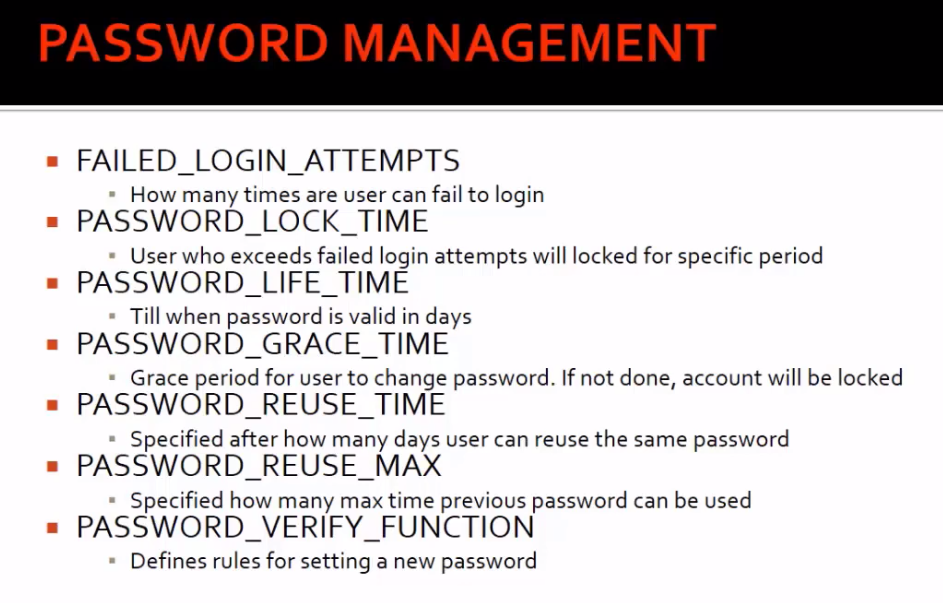 PASSWORD MANAGEMENT
FAILED_LOGIN_ATTEMPTS
How many times are user can fail to login
PASSWORD_LOCK_TIME
User who exceeds failed login attempts will locked for specific period
PASSWORD_LIFE_TIME
Till when password is valid in days
PASSWORD_GRACE_TIME
Grace period for user to change password. If not done, account will be locked
PASSWORD_REUSE_TIME
Specified after how many days user can reuse the same password
PASSWORD_REUSE_MAX
Specified how many max time previous password can be used
PASSWORD_VERIFY_FUNCTION
Defines rules for setting a new password